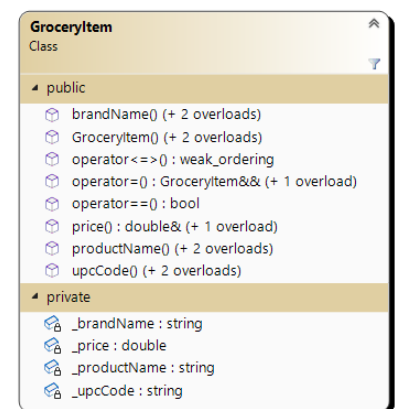 GroceryItem
Class
public
brandName() (+ 2 overloads)
GroceryItem() (+ 2 overloads)
operator<=>() : weak_ordering
operator=() : GroceryItem&& (+ 1 overload)
operator==() : bool
price() : double& (+ 1 overload)
productName() (+ 2 overloads)
upcCode() (+ 2 overloads)
private
_brandName : string
_price : double
_productName : string
_upcCode : string